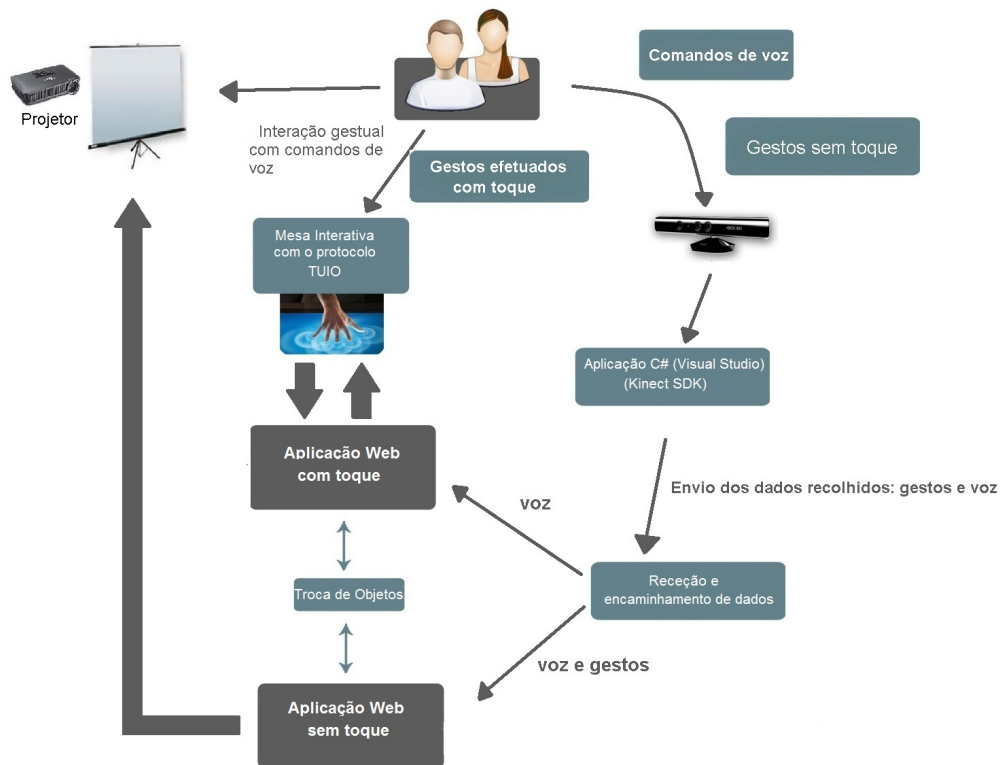 Comandos de voz
Projetor
Interação gestual
com comandos de
voz
Gestos efetuados
com toque
Gestos sem toque
Mesa Interativa
com o protocolo
TUIO
XBOX 360
Aplicação C# (Visual Studio)
(Kinect SDK)
Aplicação Web
com toque
voz
Envio dos dados recolhidos: gestos e voz
Troca de Objetos
Receção e
encaminhamento de dados
voz e gestos
Aplicação Web
sem toque